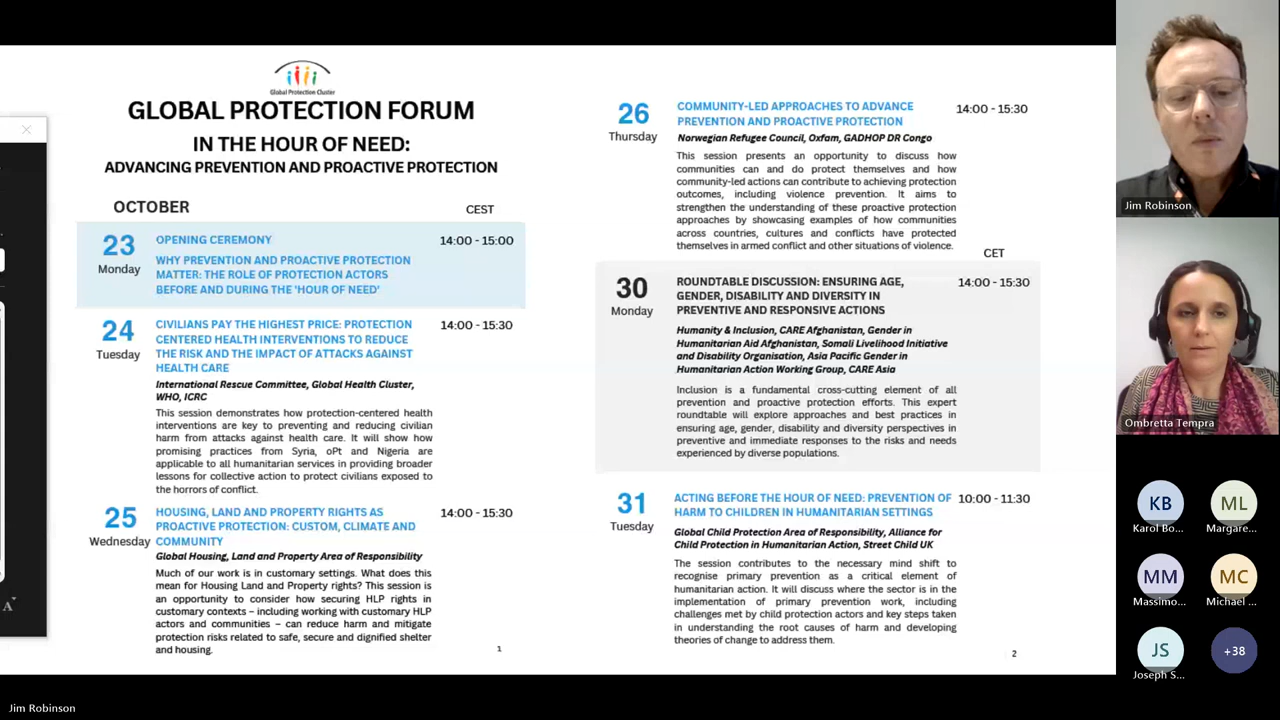 Global Protection Cluster
GLOBAL PROTECTION FORUM
IN THE HOUR OF NEED:
ADVANCING PREVENTION AND PROACTIVE PROTECTION
OCTOBER
CEST
23
Monday
OPENING CEREMONY
14:00 - 15:00
WHY PREVENTION AND PROACTIVE PROTECTION
MATTER: THE ROLE OF PROTECTION ACTORS
BEFORE AND DURING THE 'HOUR OF NEED'
24
Tuesday
CIVILIANS PAY THE HIGHEST PRICE: PROTECTION
14:00 - 15:30
CENTERED HEALTH INTERVENTIONS TO REDUCE
THE RISK AND THE IMPACT OF ATTACKS AGAINST
HEALTH CARE
International Rescue Committee, Global Health Cluster,
WHO, ICRC
This session demonstrates how protection-centered health
interventions are key to preventing and reducing civilian
harm from attacks against health care. It will show how
promising practices from Syria, oPt and Nigeria are
applicable to all humanitarian services in providing broader
lessons for collective action to protect civilians exposed to
the horrors of conflict.
25
Wednesday
HOUSING, LAND AND PROPERTY RIGHTS AS
14:00 - 15:30
PROACTIVE PROTECTION: CUSTOM, CLIMATE AND
COMMUNITY
Global Housing, Land and Property Area of Responsibility
Much of our work is in customary settings. What does this
mean for Housing Land and Property rights? This session is
an opportunity to consider how securing HLP rights in
customary contexts – including working with customary HLP
actors and communities – can reduce harm and mitigate
protection risks related to safe, secure and dignified shelter
and housing.
1
26
Thursday
COMMUNITY-LED APPROACHES TO ADVANCE
14:00 - 15:30
PREVENTION AND PROACTIVE PROTECTION
Norwegian Refugee Council, Oxfam, GADHOP DR Congo
This session presents an opportunity to discuss how
communities can and do protect themselves and how
community-led actions can contribute to achieving protection
outcomes, including violence prevention. It aims to
strengthen the understanding of these proactive protection
approaches by showcasing examples of how communities
across countries, cultures and conflicts have protected
themselves in armed conflict and other situations of violence.
CET
30
Monday
ROUNDTABLE DISCUSSION: ENSURING AGE,
14:00 - 15:30
GENDER, DISABILITY AND DIVERSITY IN
PREVENTIVE AND RESPONSIVE ACTIONS
Humanity & Inclusion, CARE Afghanistan, Gender in
Humanitarian Aid Afghanistan, Somali Livelihood Initiative
and Disability Organisation, Asia Pacific Gender in
Humanitarian Action Working Group, CARE Asia
Inclusion is a fundamental cross-cutting element of all
prevention and proactive protection efforts. This expert
roundtable will explore approaches and best practices in
ensuring age, gender, disability and diversity perspectives in
preventive and immediate responses to the risks and needs
experienced by diverse populations.
31
Tuesday
ACTING BEFORE THE HOUR OF NEED: PREVENTION OF
10:00 - 11:30
HARM TO CHILDREN IN HUMANITARIAN SETTINGS
Global Child Protection Area of Responsibility, Alliance for
Child Protection in Humanitarian Action, Street Child UK
The session contributes to the necessary mind shift to
recognise primary prevention as a critical element of
humanitarian action. It will discuss where the sector is in the
implementation of primary prevention work, including
challenges met by child protection actors and key steps taken
in understanding the root causes of harm and developing
theories of change to address them.
2
A
Jim Robinson
Ombretta Tempra
KB
Karol Bo...
ML
Margare...
MM
Massimo...
MC
Michael ...
JS
Joseph S...
+38
Jim Robinson